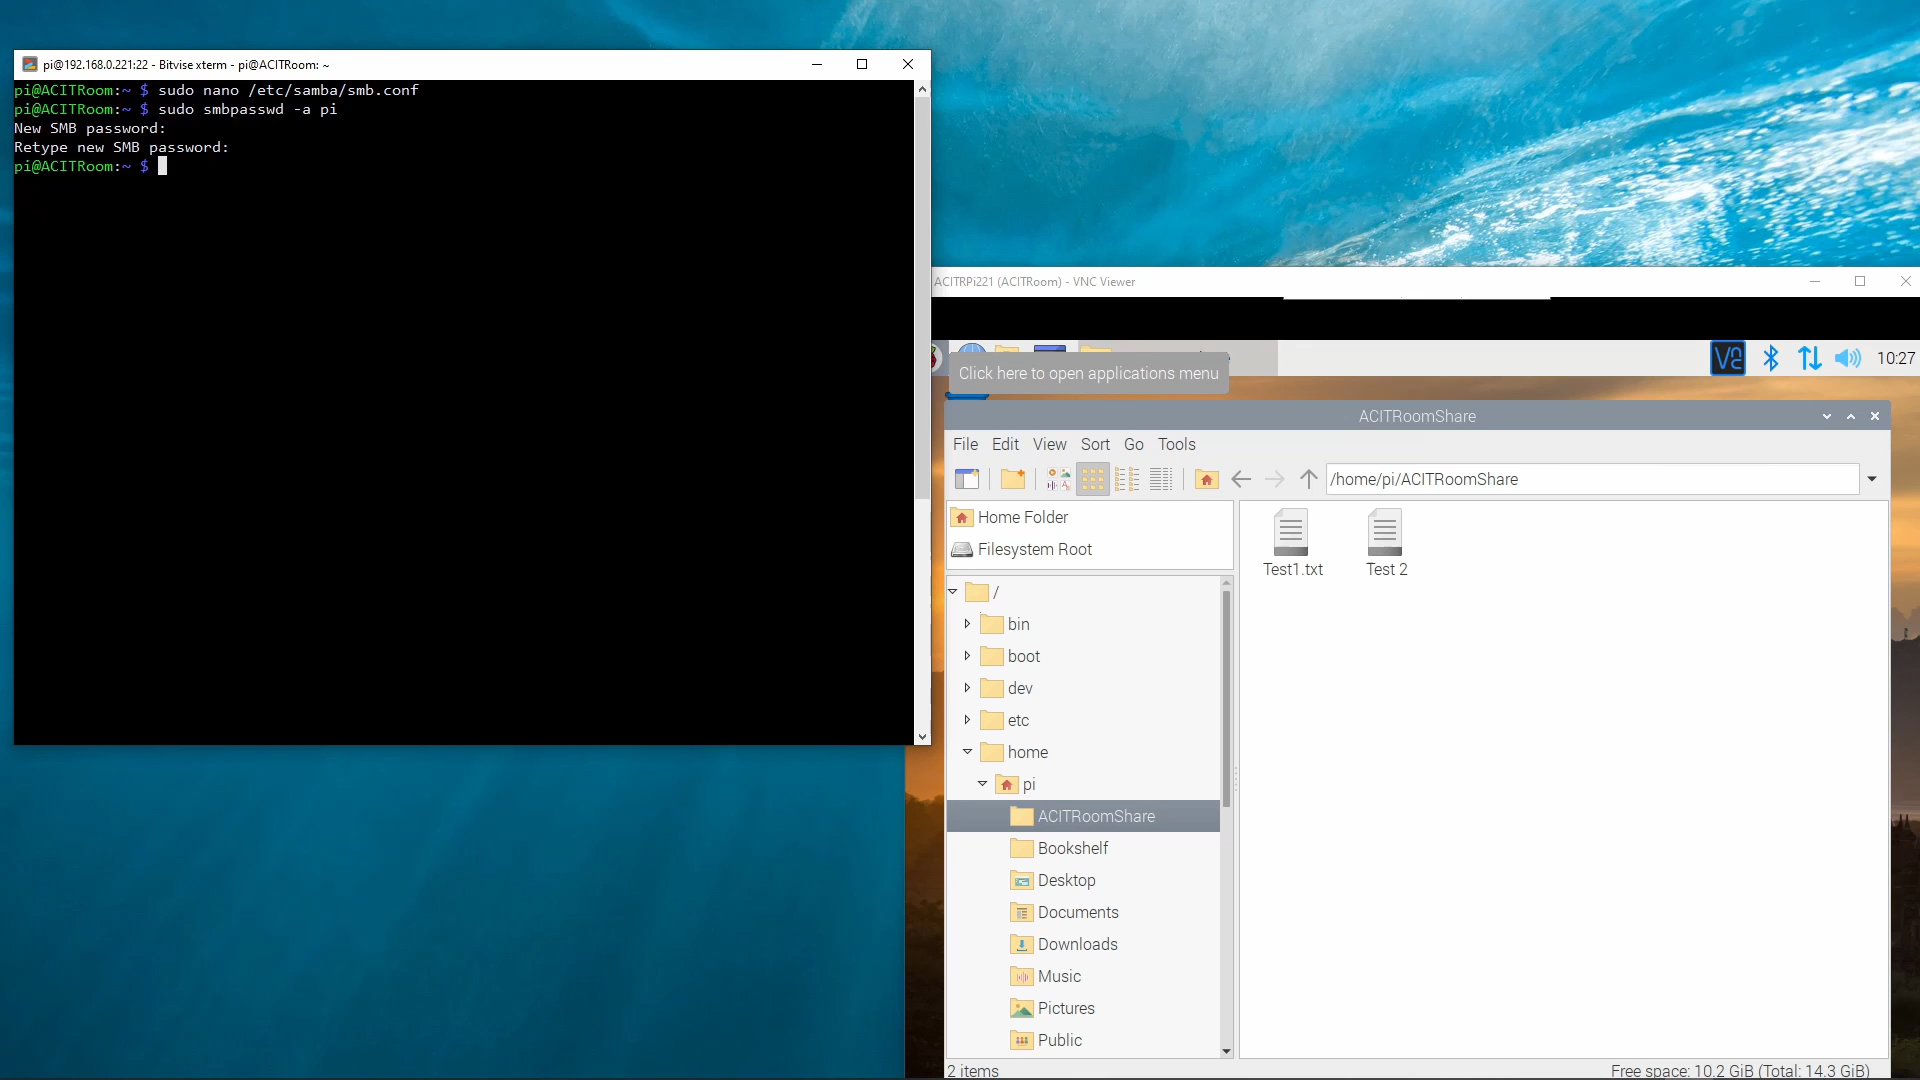 pi@192.168.0.221:22 - Bitvise xterm - pi@ACITRoom: ~
pi@ACITRoom:~ $ sudo nano /etc/samba/smb.conf
pi@ACITRoom:~ $ sudo smbpasswd -a pi
New SMB password:
Retype new SMB password:
pi@ACITRoom:~ $
ACITRPi221 (ACITRoom) - VNC Viewer
10:27
Click here to open applications menu
ACITRoomShare
File Edit View Sort Go Tools
/home/pi/ACITRoomShare
Home Folder
Filesystem Root
/
bin
boot
dev
etc
home
pi
ACITRoomShare
Bookshelf
Desktop
Documents
Downloads
Music
Pictures
Public
Test1.txt
Test 2
2 items
Free space: 10.2 GiB (Total: 14.3 GiB)